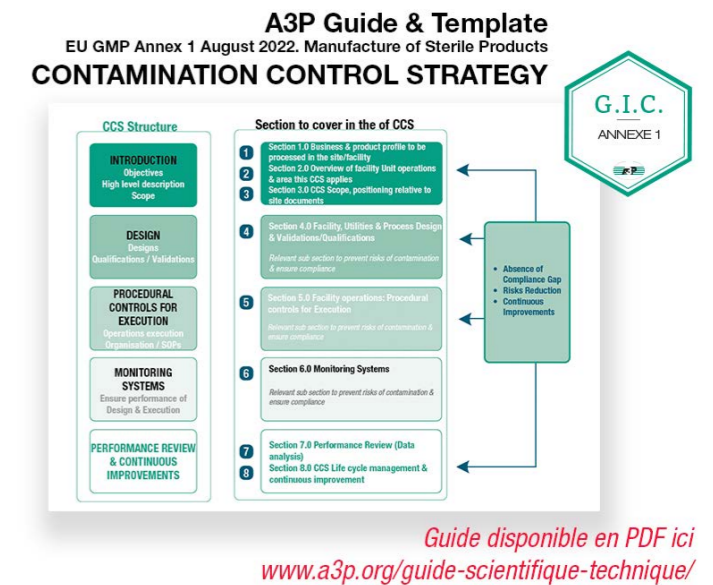 A3P Guide & Template
EU GMP Annex 1 August 2022. Manufacture of Sterile Products
CONTAMINATION CONTROL STRATEGY
G.I.C.
ANNEXE 1
A3P
CCS Structure
Section to cover in the of CCS
INTRODUCTION
Objectives
High level description
Scope
1
Section 1.0 Business & product profile to be
processed in the site/facility
2
Section 2.0 Overview of facility Unit operations
& area this CCS applies
3
Section 3.0 CCS Scope, positioning relative to
site documents
DESIGN
Designs
Qualifications / Validations
4
Section 4.0 Facility, Utilities & Process Design
& Validations/Qualifications
Relevant sub section to prevent risks of contamination
& ensure compliance
PROCEDURAL
CONTROLS FOR
EXECUTION
Operations execution
Organisation / SOPs
5
Section 5.0 Facility operations: Procedural
controls for Execution
Relevant sub section to prevent risks of contamination &
ensure compliance
MONITORING
SYSTEMS
Ensure performance of
Design & Execution
6
Section 6.0 Monitoring Systems
Relevant sub section to prevent risks of contamination &
ensure compliance
PERFORMANCE REVIEW
& CONTINUOUS
IMPROVEMENTS
7
Section 7.0 Performance Review (Data
analysis)
8
Section 8.0 CCS Life cycle management &
continuous improvement
• Absence of
Compliance Gap
• Risks Reduction
• Continuous
Improvements
Guide disponible en PDF ici
www.a3p.org/guide-scientifique-technique/